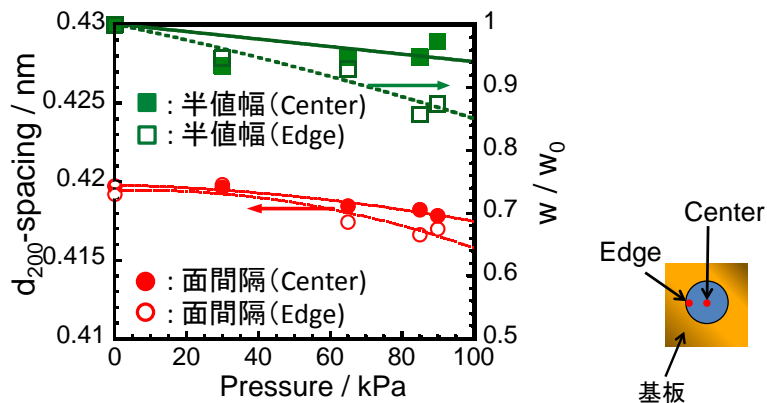 0.43
0.425
0.42
0.415
0.41
d₂₀₀-spacing / nm
1
0.9
0.8
0.7
0.6
0.5
w / w₀
: 半値幅(Center)
: 半値幅(Edge)
: 面間隔(Center)
: 面間隔(Edge)
0 20 40 60 80 100
Pressure / kPa
Center
Edge
基板